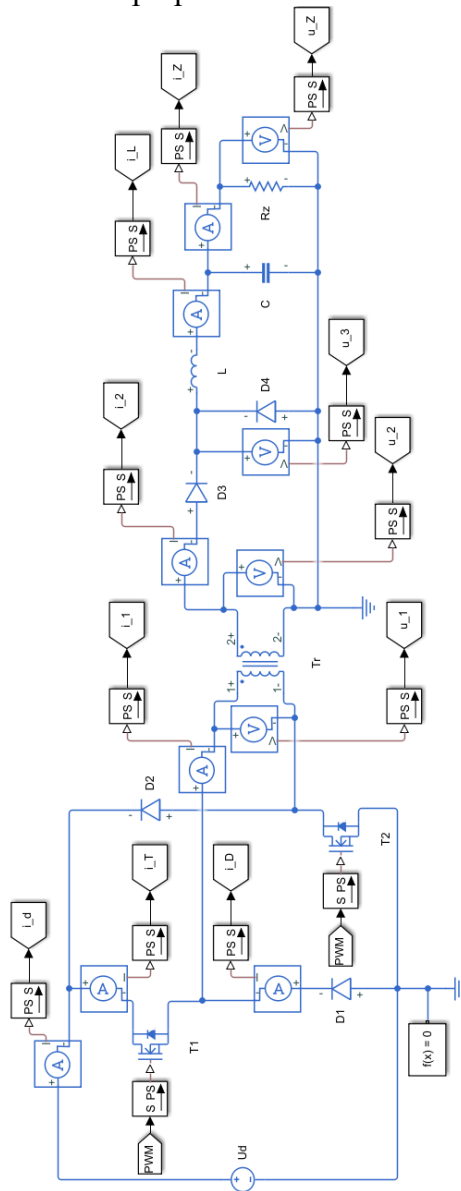 i_d
PS S
i_T
PS S
i_D
PS S
i_1
PS S
i_2
PS S
i_L
PS S
i_Z
PS S
A
A
A
A
A
A
A
D2
D3
L
T1
S PS
PWM
Ud
D1
f(x) = 0
T2
S PS
PWM
V
1+
1-
2+
2-
Tr
V
V
D4
C
Rz
V
PS S
u_1
PS S
u_2
PS S
u_3
PS S
u_Z